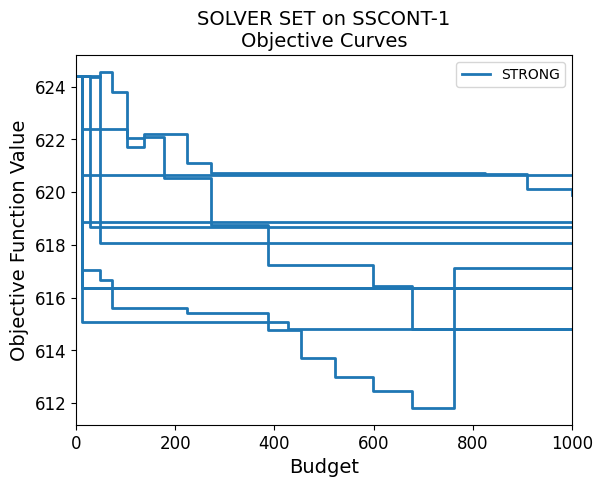 SOLVER SET on SSCONT-1
Objective Curves
STRONG
Objective Function Value
624
622
620
618
616
614
612
0 200 400 600 800 1000
Budget